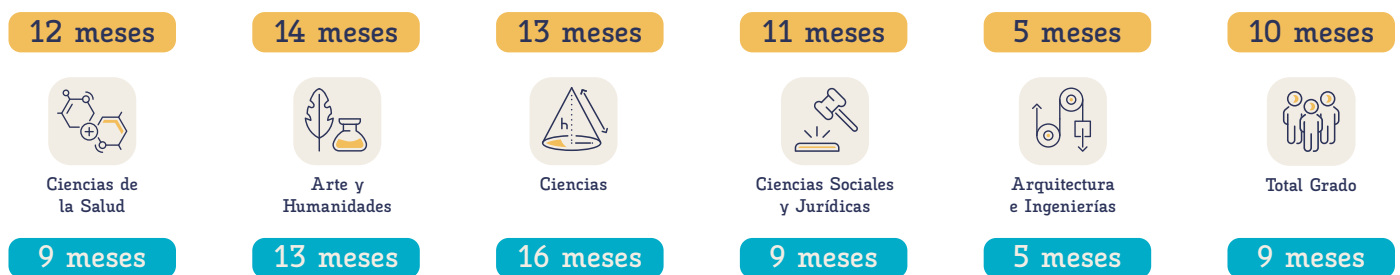 12 meses
14 meses
13 meses
11 meses
5 meses
10 meses
h
Ciencias de
la Salud
Arte y
Humanidades
Ciencias
Ciencias Sociales
y Jurídicas
Arquitectura
e Ingenierías
Total Grado
9 meses
13 meses
16 meses
9 meses
5 meses
9 meses